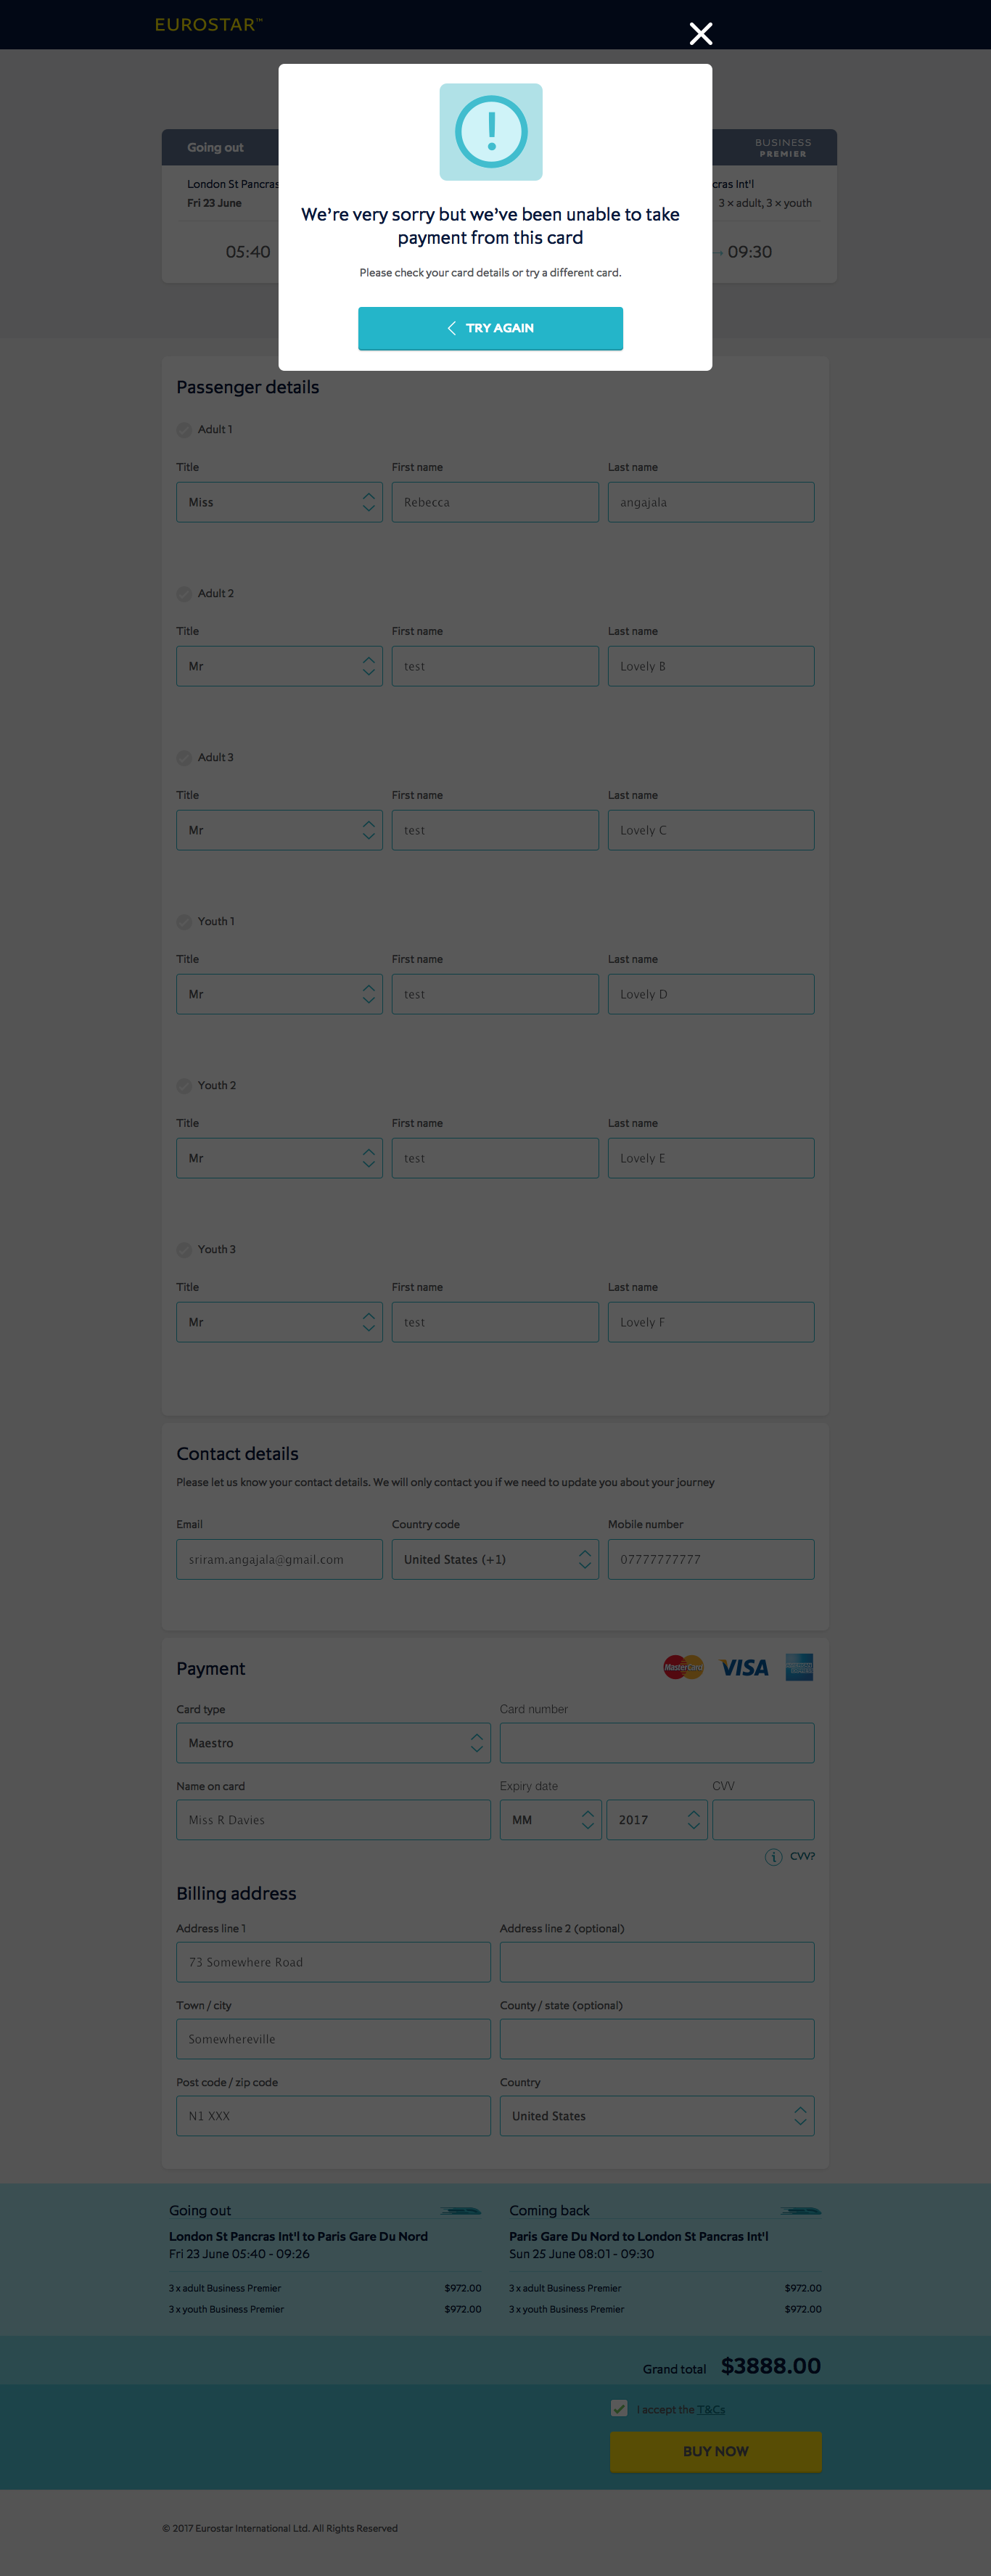 EUROSTAR™
Going out
BUSINESS
PREMIER
London St Pancras
cras Int'l
Fri 23 June
3 × adult, 3 × youth
05:40
→ 09:30
We're very sorry but we've been unable to take
payment from this card
Please check your card details or try a different card.
TRY AGAIN
Passenger details
Adult 1
Title First name Last name
Miss Rebecca angajala
Adult 2
Title First name Last name
Mr test Lovely B
Adult 3
Title First name Last name
Mr test Lovely C
Youth 1
Title First name Last name
Mr test Lovely D
Youth 2
Title First name Last name
Mr test Lovely E
Youth 3
Title First name Last name
Mr test Lovely F
Contact details
Please let us know your contact details. We will only contact you if we need to update you about your journey
Email Country code Mobile number
sriram.angajala@gmail.com United States (+1) 07777777777
Payment
MasterCard VISA
Card type Card number
Maestro
Name on card Expiry date CVV
Miss R Davies MM 2017
CVV?
Billing address
Address line 1 Address line 2 (optional)
73 Somewhere Road
Town / city County / state (optional)
Somewhereville
Post code / zip code Country
N1 XXX United States
Going out
London St Pancras Int'l to Paris Gare Du Nord
Fri 23 June 05:40 - 09:26
3 x adult Business Premier $972.00
3 x youth Business Premier $972.00
Coming back
Paris Gare Du Nord to London St Pancras Int'l
Sun 25 June 08:01 - 09:30
3 x adult Business Premier $972.00
3 x youth Business Premier $972.00
Grand total $3888.00
I accept the T&Cs
BUY NOW
© 2017 Eurostar International Ltd. All Rights Reserved